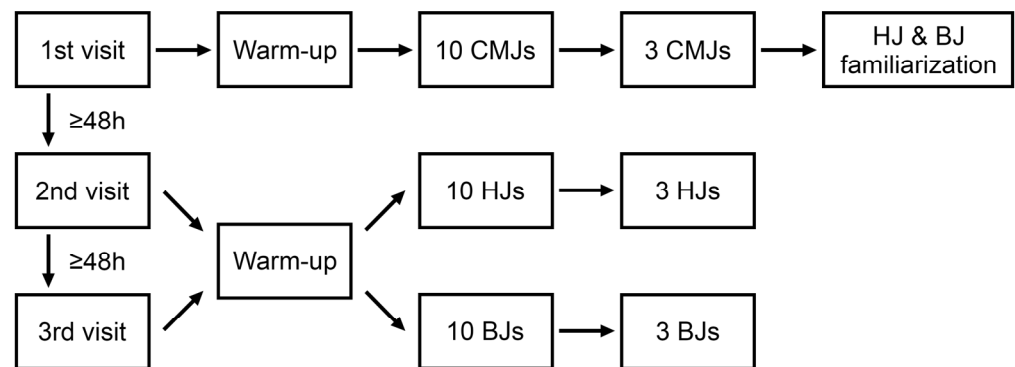 1st visit
Warm-up
10 CMJs
3 CMJs
HJ & BJ
familiarization
≥48h
2nd visit
10 HJs
3 HJs
Warm-up
≥48h
3rd visit
10 BJs
3 BJs